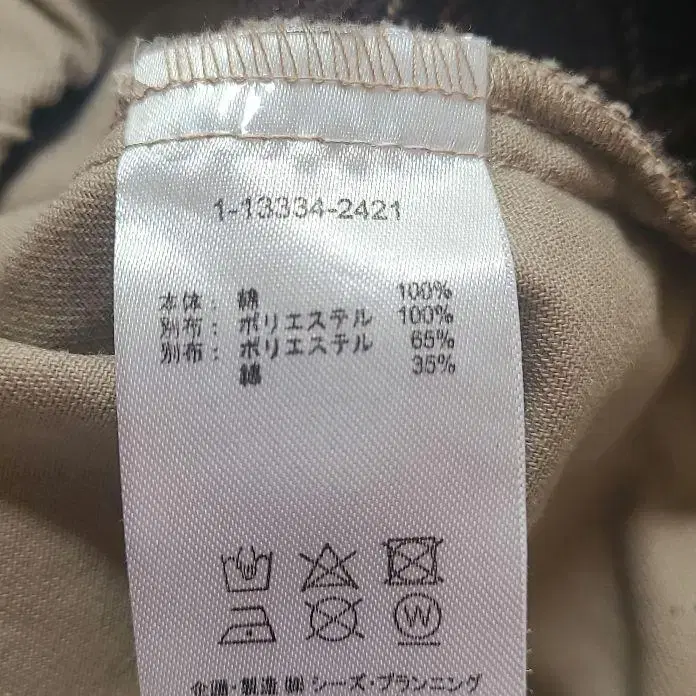 1-13334-2421
本体： 綿 100%
別布： ポリエステル 100%
別布： ポリエステル 65%
綿 35%
W
企画・製造 ㈱ シーズ・プランニング